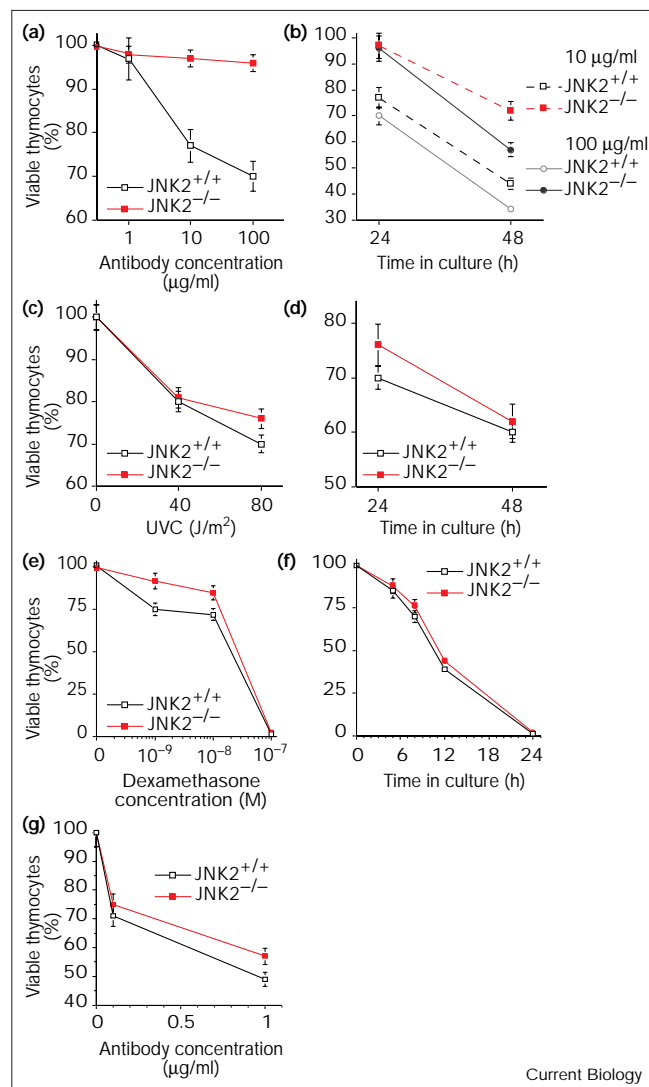 (a)
100
90
80
70
60
Viable thymocytes
(%)
JNK2+/+
JNK2−/−
1 10 100
Antibody concentration
(μg/ml)
(b)
100
90
80
70
60
50
40
30
10 μg/ml
JNK2+/+
JNK2−/−
100 μg/ml
JNK2+/+
JNK2−/−
24 48
Time in culture (h)
(c)
100
90
80
70
60
Viable thymocytes
(%)
JNK2+/+
JNK2−/−
0 40 80
UVC (J/m2)
(d)
80
70
60
50
JNK2+/+
JNK2−/−
24 48
Time in culture (h)
(e)
100
75
50
25
0
Viable thymocytes
(%)
JNK2+/+
JNK2−/−
0 10−9 10−8 10−7
Dexamethasone
concentration (M)
(f)
100
75
50
25
0
JNK2+/+
JNK2−/−
0 6 12 18 24
Time in culture (h)
(g)
100
90
80
70
60
50
40
Viable thymocytes
(%)
JNK2+/+
JNK2−/−
0 0.5 1
Antibody concentration
(μg/ml)
Current Biology